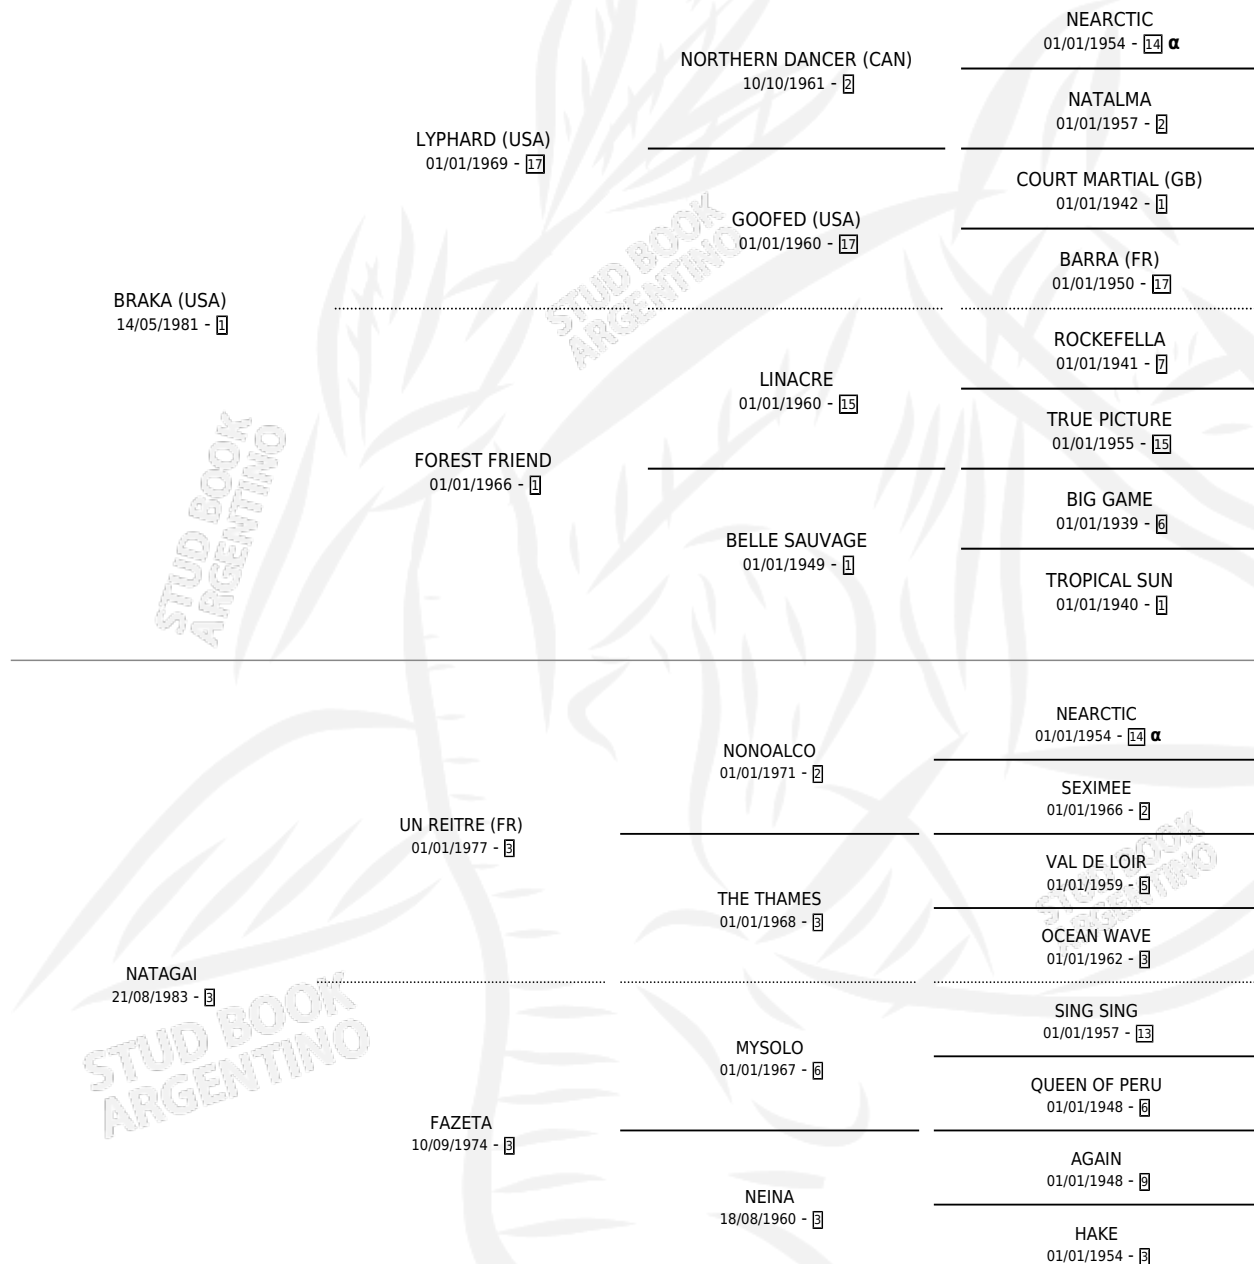 NEARCTIC
01/01/1954 - 14 α
NORTHERN DANCER (CAN)
10/10/1961 - 2
NATALMA
01/01/1957 - 2
LYPHARD (USA)
01/01/1969 - 17
COURT MARTIAL (GB)
01/01/1942 - 1
GOOFED (USA)
01/01/1960 - 17
BARRA (FR)
01/01/1950 - 17
BRAKA (USA)
14/05/1981 - 1
ROCKEFELLA
01/01/1941 - 7
LINACRE
01/01/1960 - 15
TRUE PICTURE
01/01/1955 - 15
FOREST FRIEND
01/01/1966 - 1
BIG GAME
01/01/1939 - 6
BELLE SAUVAGE
01/01/1949 - 1
TROPICAL SUN
01/01/1940 - 1
STUD BOOK
ARGENTINO
STUD BOOK
ARGENTINO
NEARCTIC
01/01/1954 - 14 α
NONOALCO
01/01/1971 - 2
SEXIMEE
01/01/1966 - 2
UN REITRE (FR)
01/01/1977 - 3
VAL DE LOIR
01/01/1959 - 5
THE THAMES
01/01/1968 - 3
OCEAN WAVE
01/01/1962 - 3
NATAGAI
21/08/1983 - 3
SING SING
01/01/1957 - 13
MYSOLO
01/01/1967 - 6
QUEEN OF PERU
01/01/1948 - 6
FAZETA
10/09/1974 - 3
AGAIN
01/01/1948 - 9
NEINA
18/08/1960 - 3
HAKE
01/01/1954 - 3
STUD BOOK
ARGENTINO
STUD BOOK
ARGENTINO